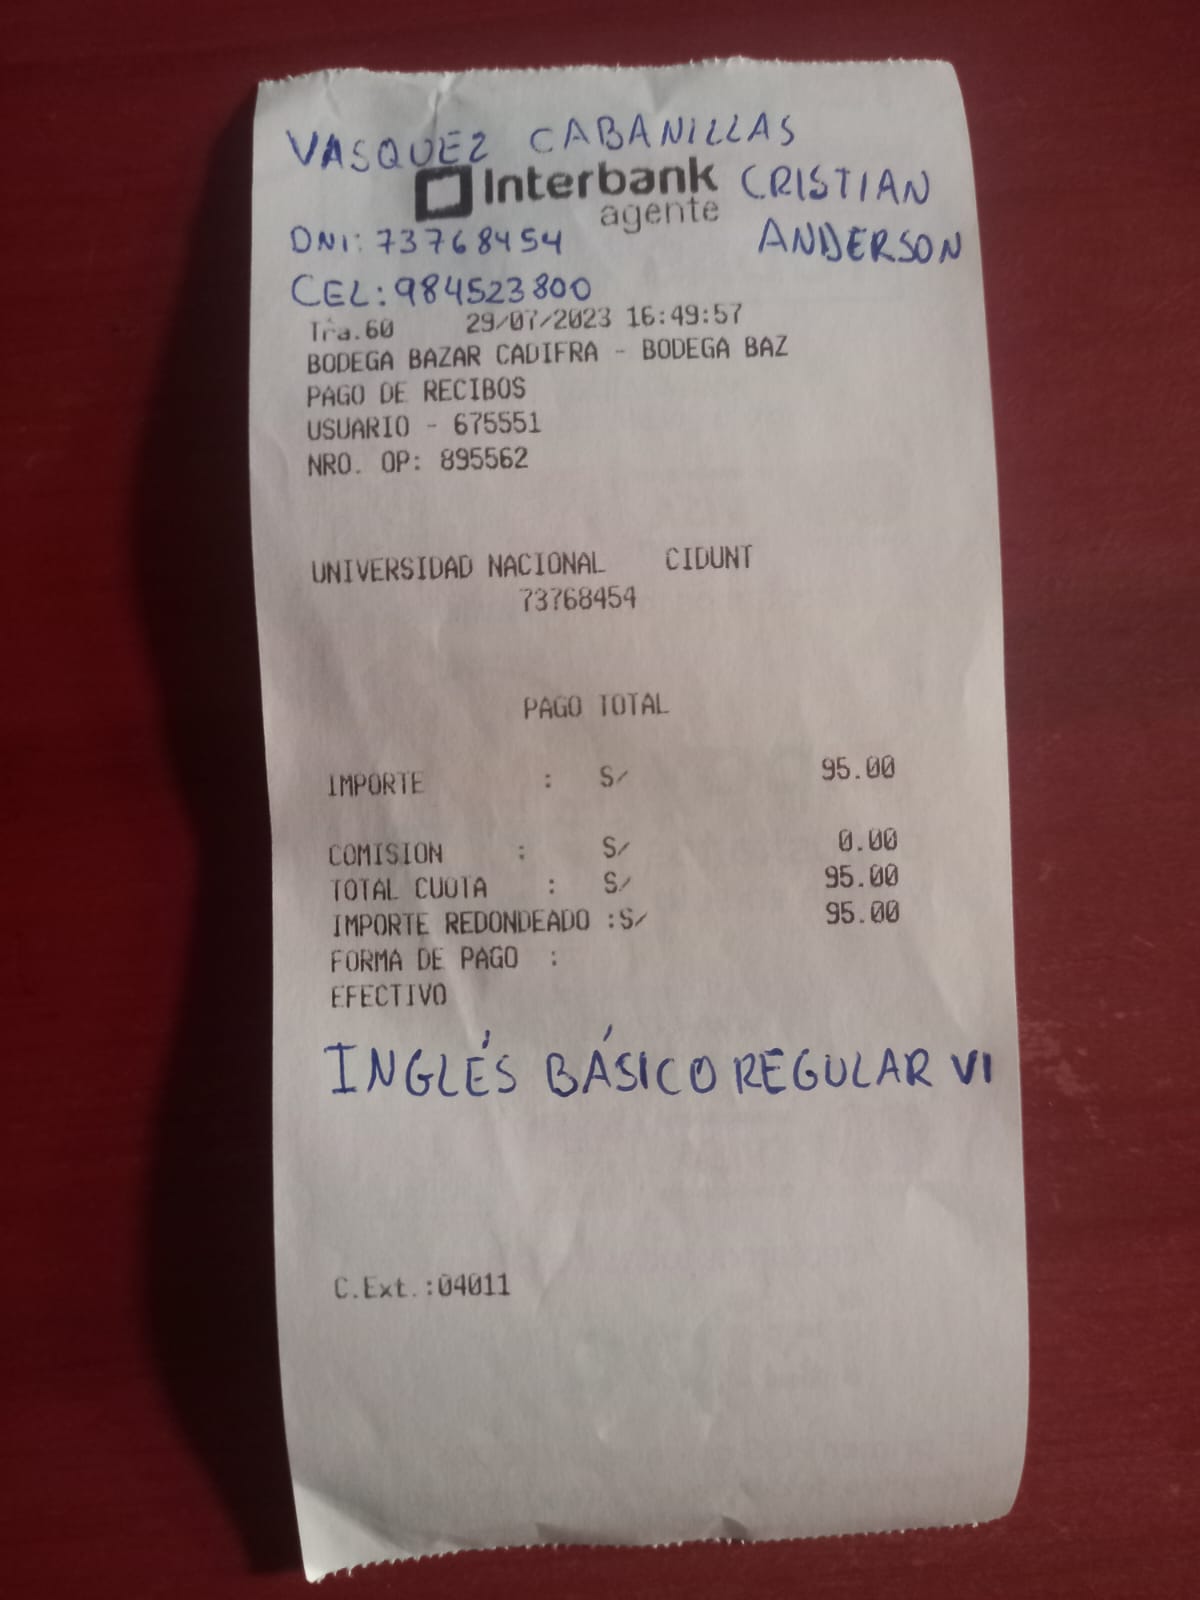 VASQUEZ CABANILLAS
Interbank CRISTIAN
agente
DNI: 73768454 ANDERSON
CEL: 984523800
Tra.60 29/07/2023 16:49:57
BODEGA BAZAR CADIFRA - BODEGA BAZ
PAGO DE RECIBOS
USUARIO - 675551
NRO. OP: 895562
UNIVERSIDAD NACIONAL CIDUNT
73768454
PAGO TOTAL
IMPORTE : S/ 95.00
COMISION : S/ 0.00
TOTAL CUOTA : S/ 95.00
IMPORTE REDONDEADO :S/ 95.00
FORMA DE PAGO :
EFECTIVO
INGLÉS BÁSICO REGULAR VI
C.Ext.:04011